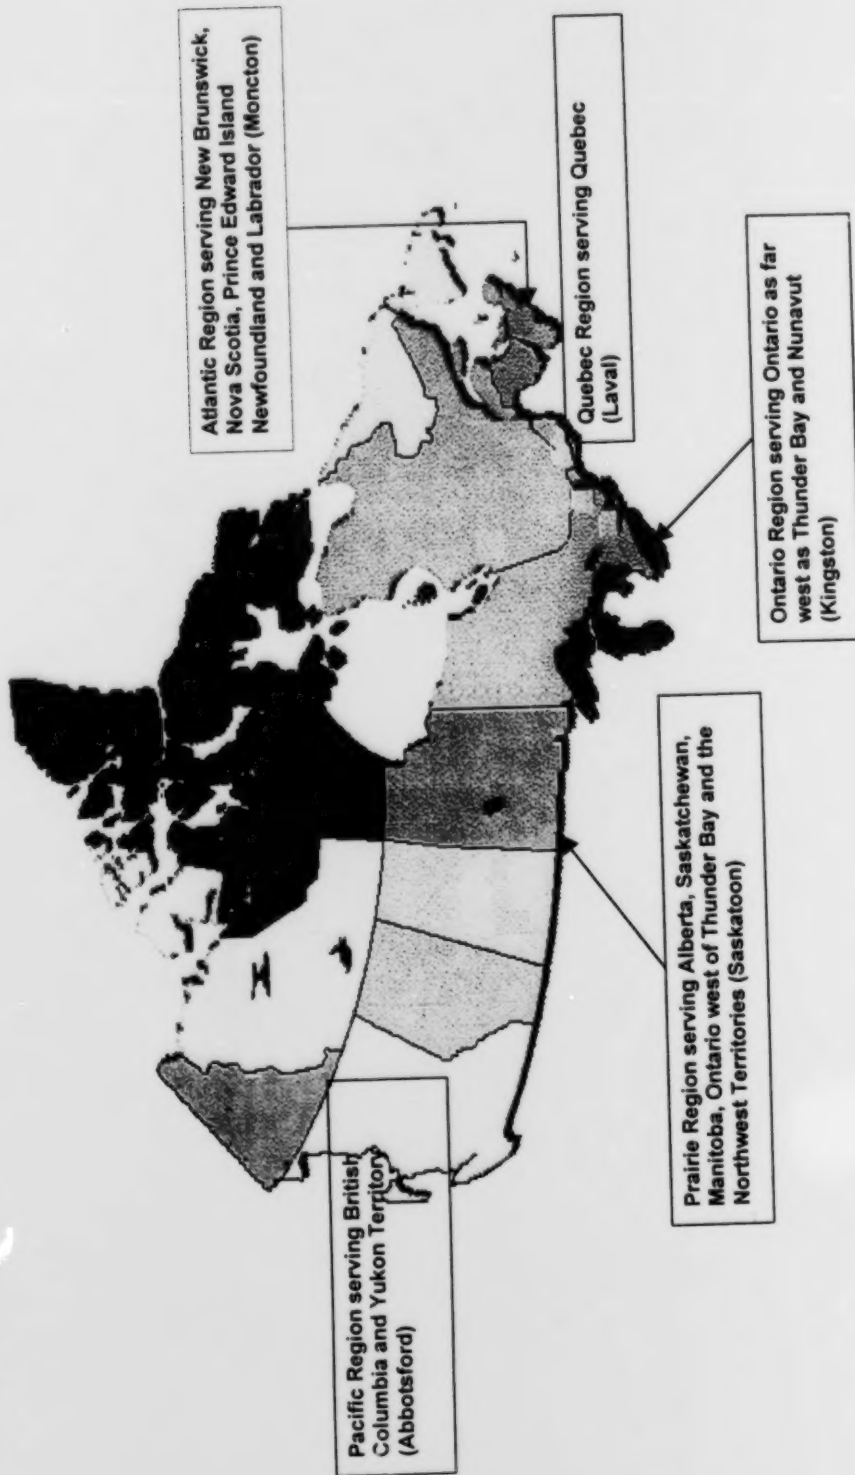 Atlantic Region serving New Brunswick,
Nova Scotia, Prince Edward Island
Newfoundland and Labrador (Moncton)
Quebec Region serving Quebec
(Laval)
Ontario Region serving Ontario as far
west as Thunder Bay and Nunavut
(Kingston)
Prairie Region serving Alberta, Saskatchewan,
Manitoba, Ontario west of Thunder Bay and the
Northwest Territories (Saskatoon)
Pacific Region serving British
Columbia and Yukon Territory
(Abbotsford)